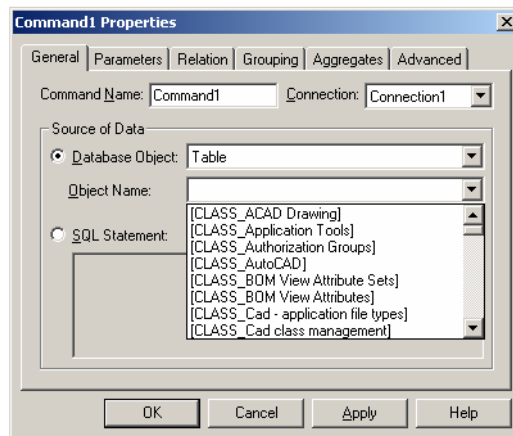 Command1 Properties
General Parameters Relation Grouping Aggregates Advanced
Command Name: Command1 Connection: Connection1
Source of Data
Database Object: Table
Object Name:
[CLASS_ACAD Drawing]
[CLASS_Application Tools]
SQL Statement:
[CLASS_Authorization Groups]
[CLASS_AutoCAD]
[CLASS_BOM View Attribute Sets]
[CLASS_BOM View Attributes]
[CLASS_Cad - application file types]
[CLASS_Cad class management]
OK Cancel Apply Help